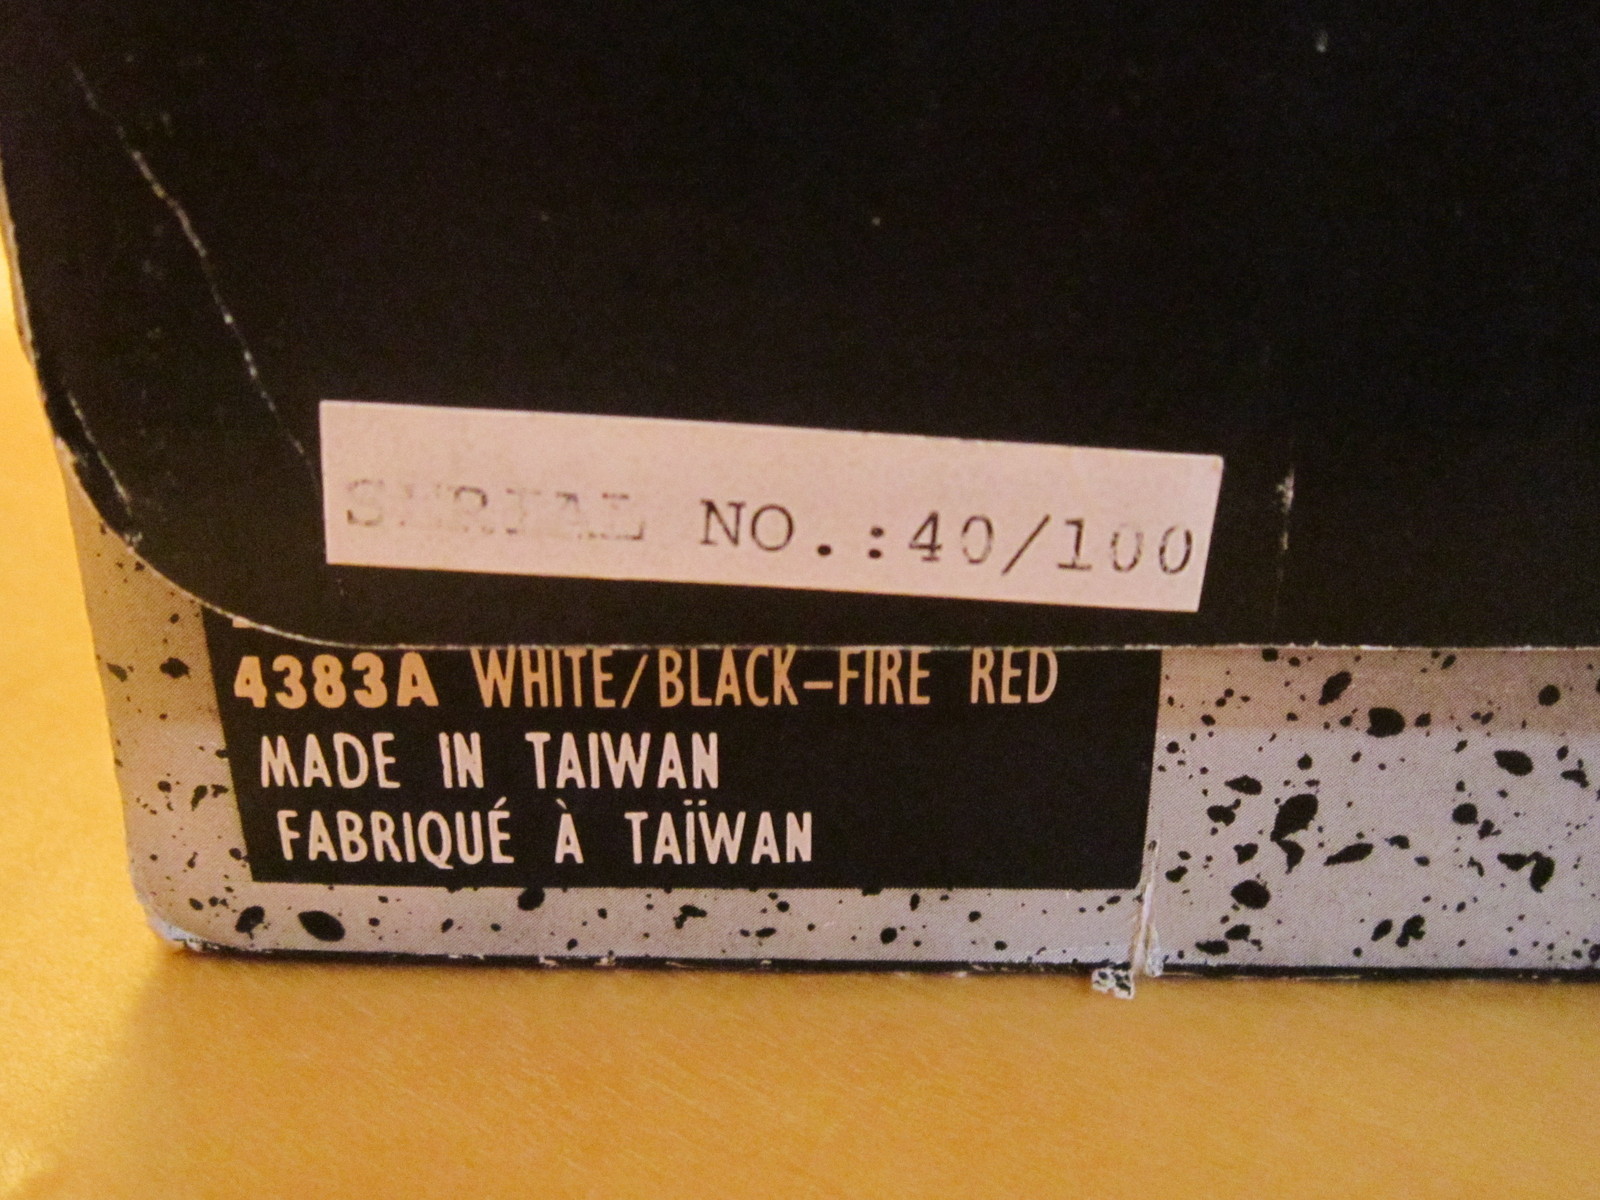 SERIAL NO.:40/100
4383A WHITE/BLACK-FIRE RED
MADE IN TAIWAN
FABRIQUÉ À TAÏWAN